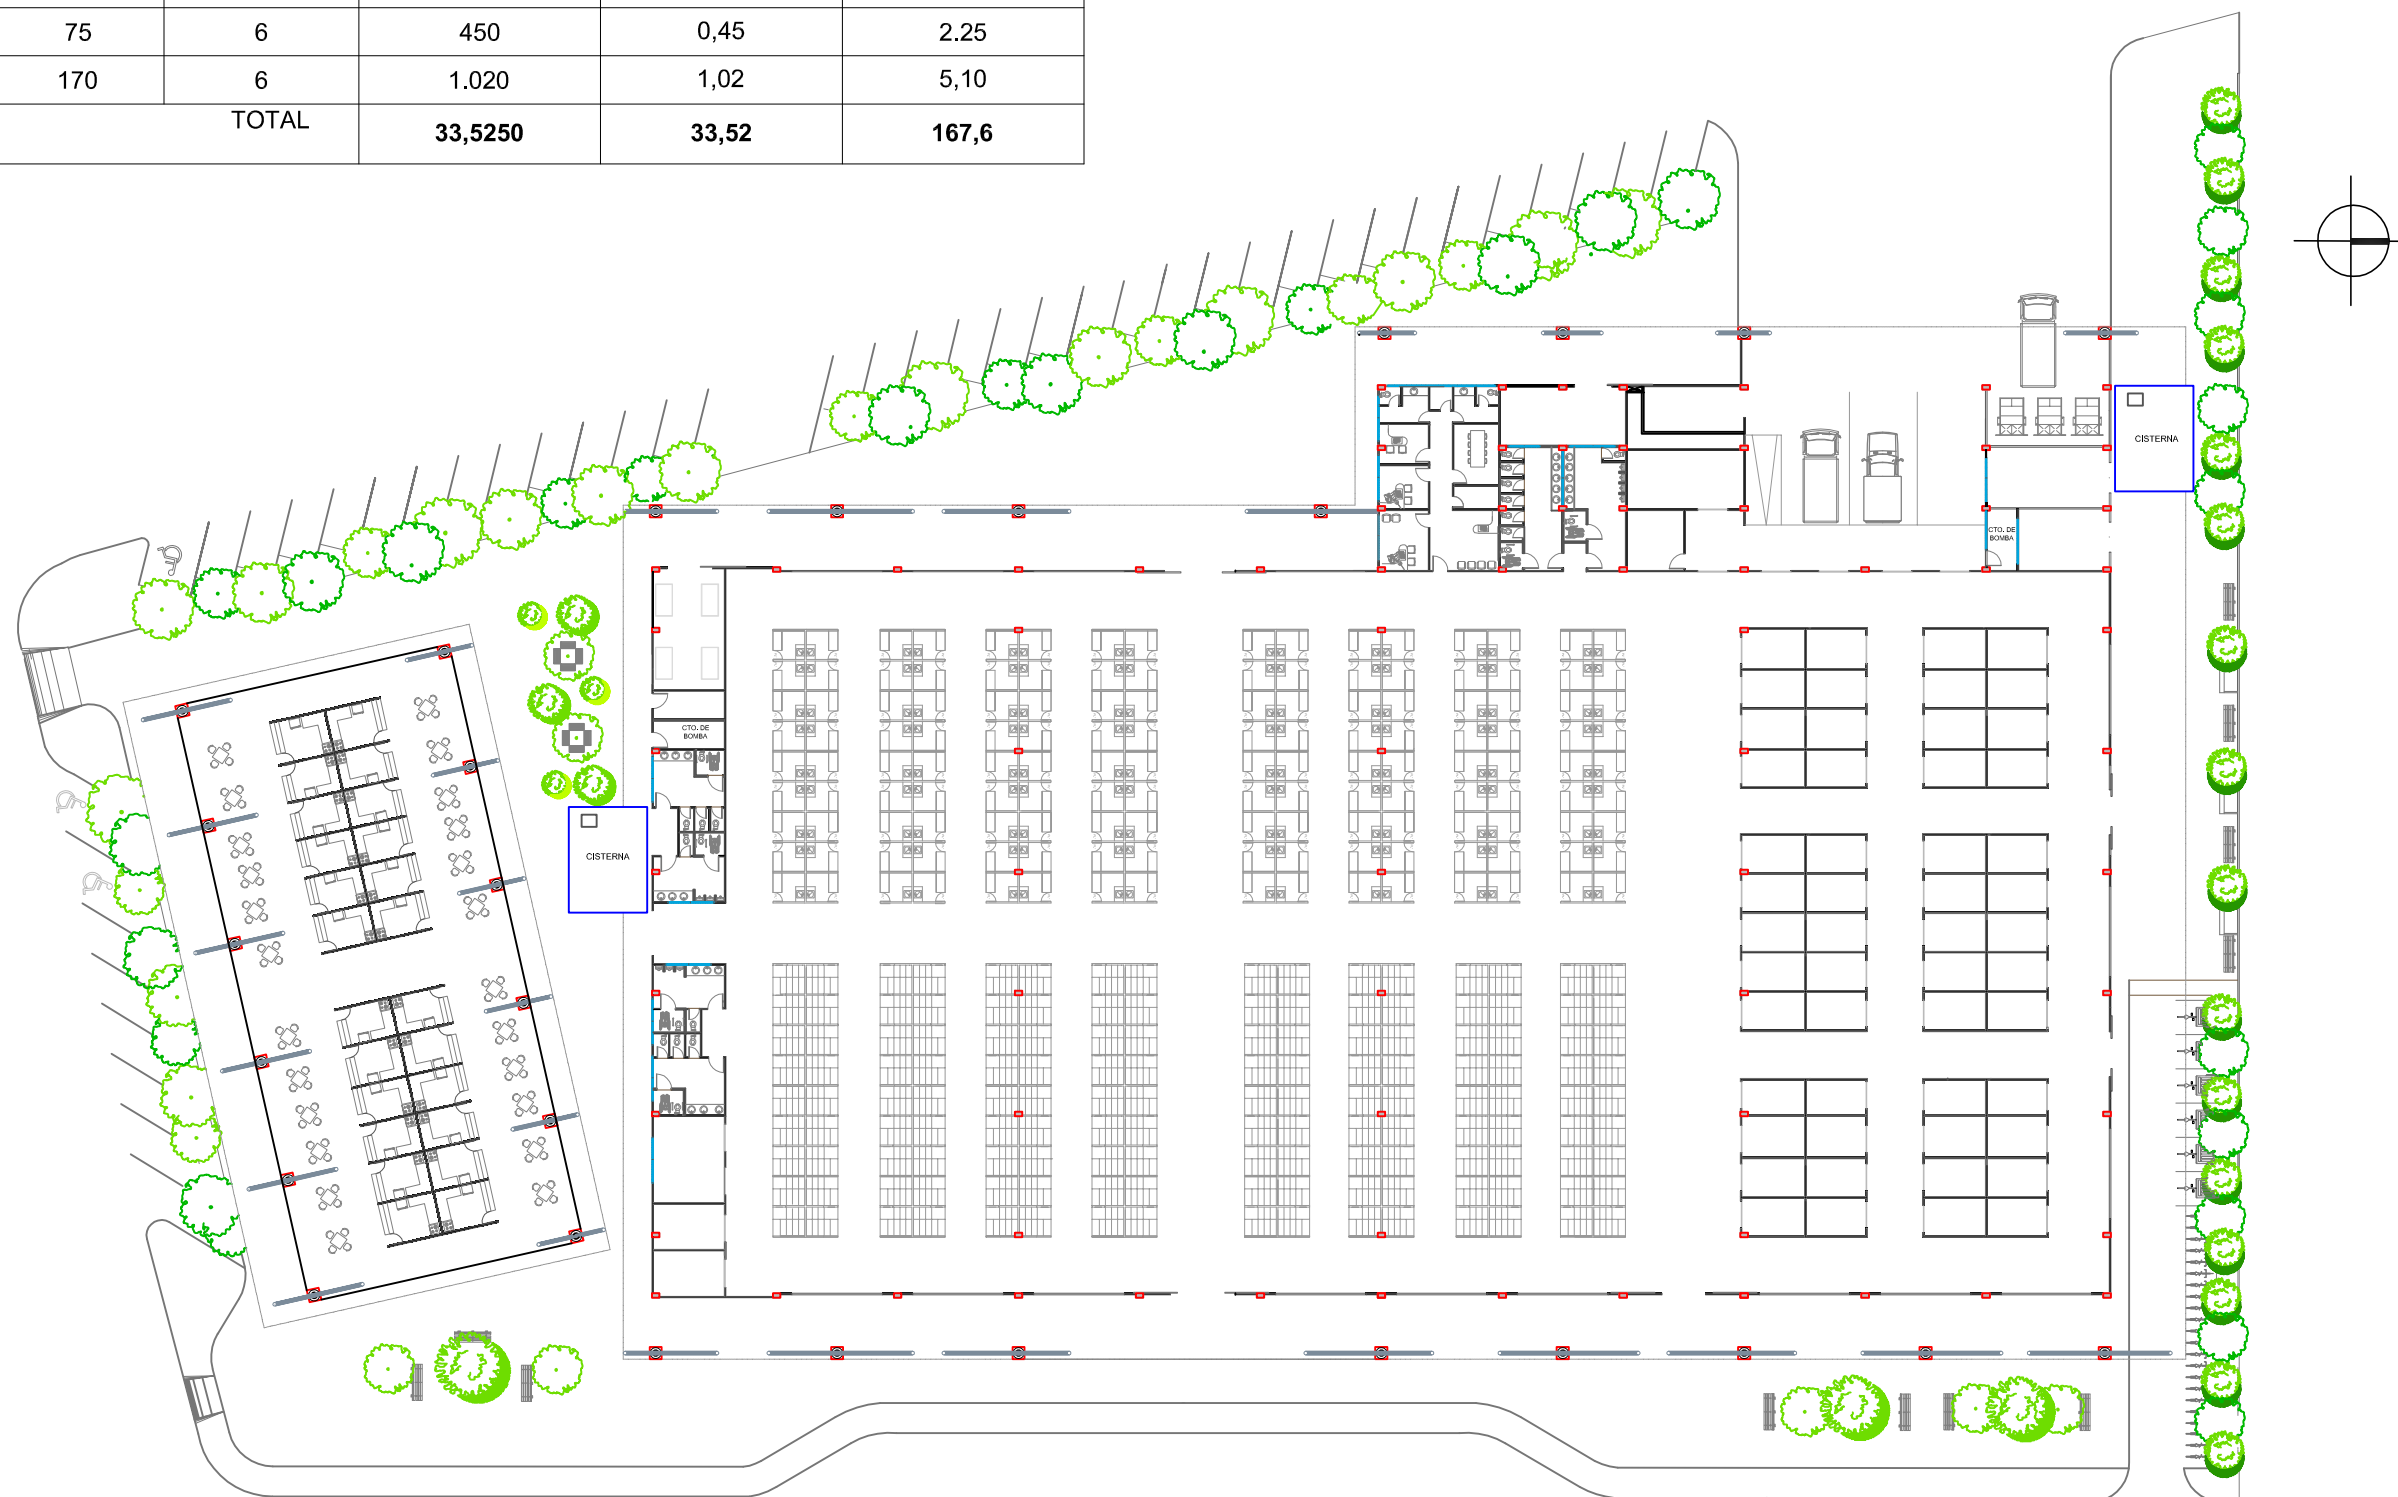 75 6 450 0,45 2.25
170 6 1.020 1,02 5,10
TOTAL 33,5250 33,52 167,6
CISTERNA
CTO. DE
BOMBA
CTO. DE
BOMBA
CISTERNA